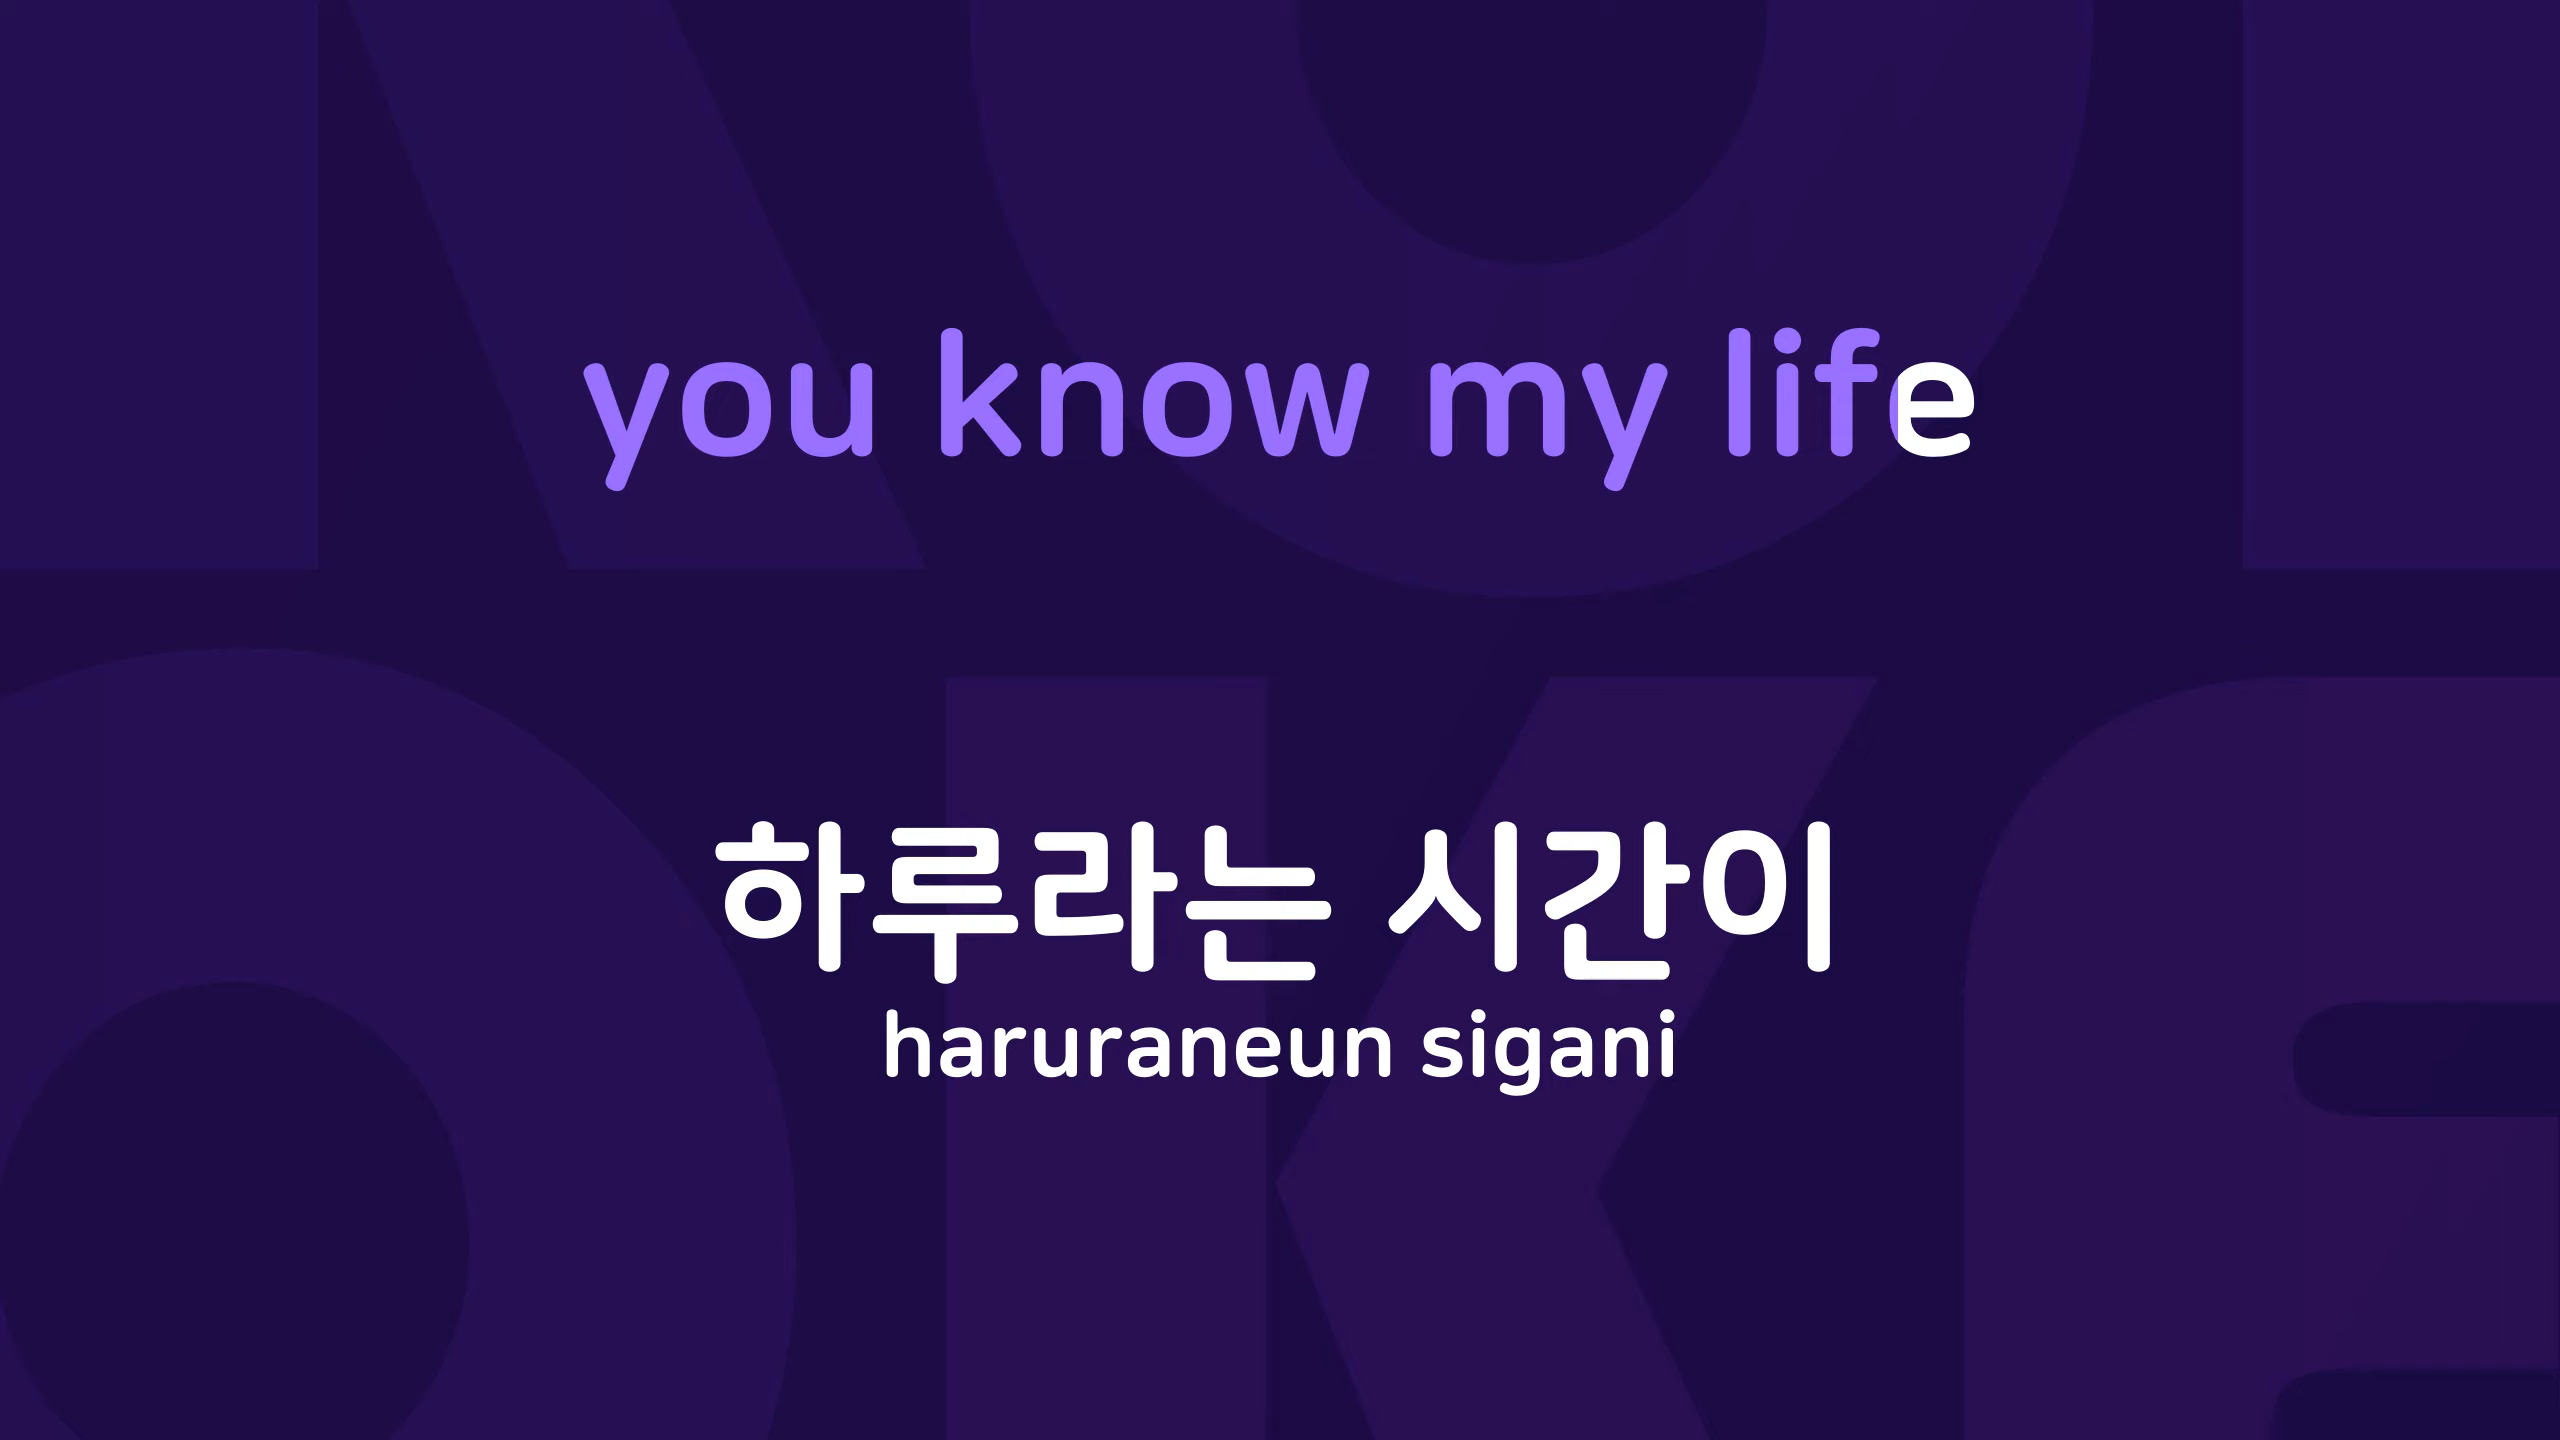 you know my life
하루라는 시간이
haruraneun sigani